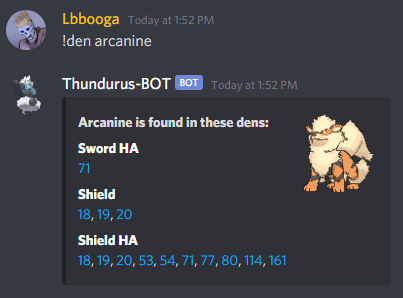 Lbbooga Today at 1:52 PM
!den arcanine
Thundurus-BOT BOT Today at 1:52 PM
Arcanine is found in these dens:
Sword HA
71
Shield
18, 19, 20
Shield HA
18, 19, 20, 53, 54, 71, 77, 80, 114, 161